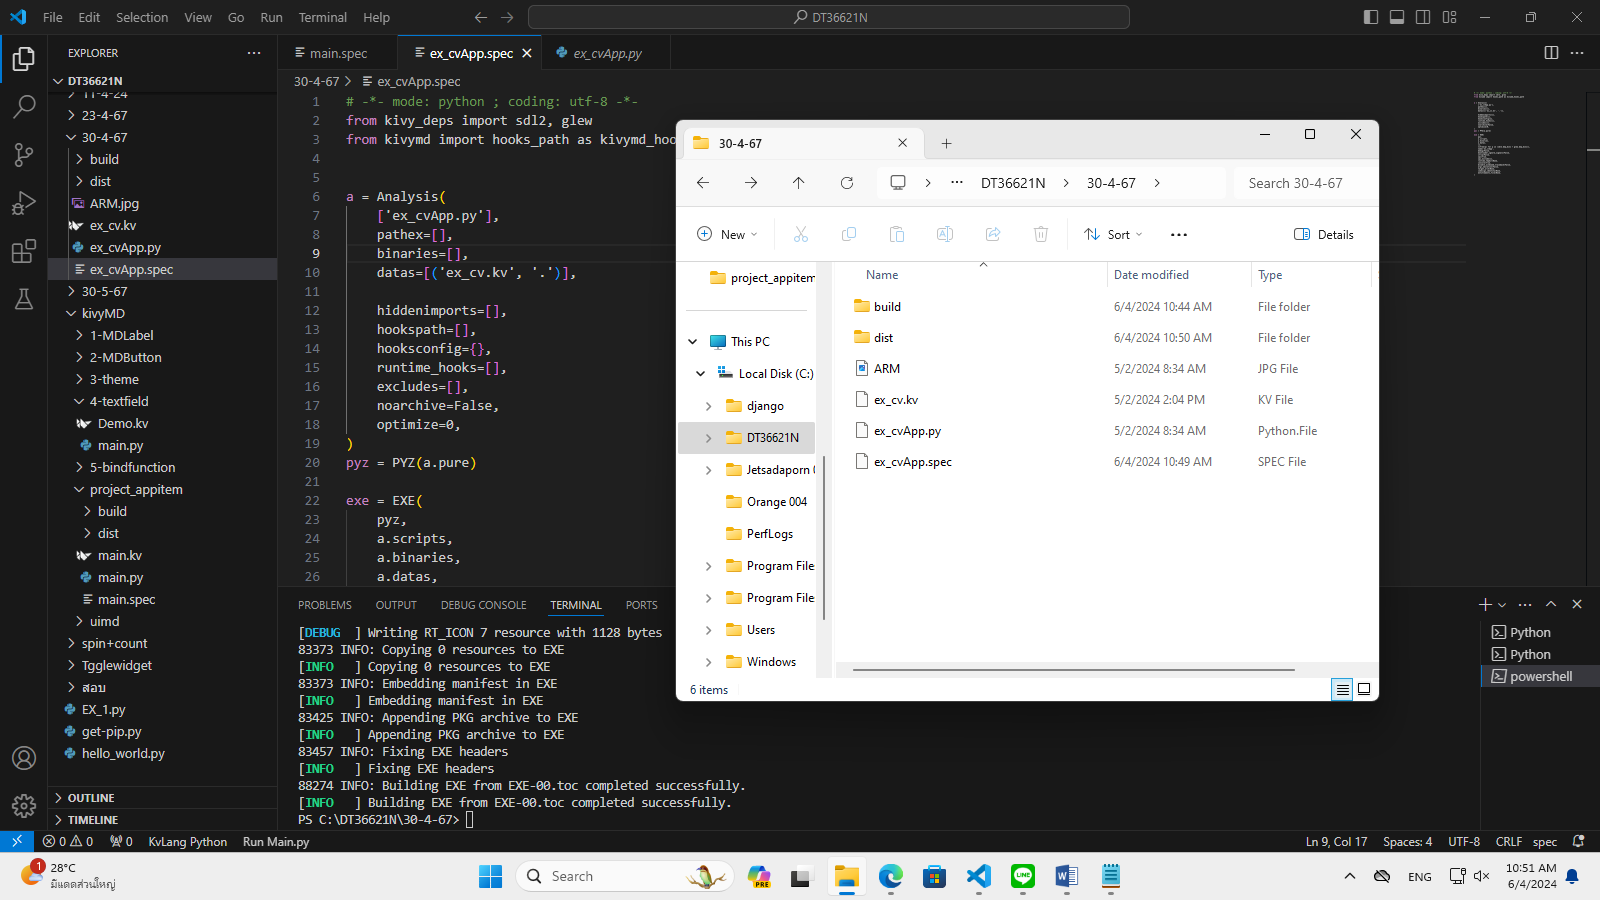 File Edit Selection View Go Run Terminal Help
DT36621N
EXPLORER
DT36621N
11-4-24
23-4-67
30-4-67
build
dist
ARM.jpg
ex_cv.kv
ex_cvApp.py
ex_cvApp.spec
30-5-67
kivyMD
1-MDLabel
2-MDButton
3-theme
4-textfield
Demo.kv
main.py
5-bindfunction
project_appitem
build
dist
main.kv
main.py
main.spec
uimd
spin+count
Tgglewidget
สอบ
EX_1.py
get-pip.py
hello_world.py
OUTLINE
TIMELINE
main.spec
ex_cvApp.spec
ex_cvApp.py
30-4-67 > ex_cvApp.spec
1 # -*- mode: python ; coding: utf-8 -*-
2 from kivy_deps import sdl2, glew
3 from kivymd import hooks_path as kivymd_hoo
4
5
6 a = Analysis(
7 ['ex_cvApp.py'],
8 pathex=[],
9 binaries=[],
10 datas=[('ex_cv.kv', '.')],
11
12 hiddenimports=[],
13 hookspath=[],
14 hooksconfig={},
15 runtime_hooks=[],
16 excludes=[],
17 noarchive=False,
18 optimize=0,
19 )
20 pyz = PYZ(a.pure)
21
22 exe = EXE(
23 pyz,
24 a.scripts,
25 a.binaries,
26 a.datas,
30-4-67
DT36621N > 30-4-67 >
Search 30-4-67
New
Sort
Details
project_appitem
This PC
Local Disk (C:)
django
DT36621N
Jetsadaporn
Orange 004
PerfLogs
Program Files
Program Files
Users
Windows
Name Date modified Type
build 6/4/2024 10:44 AM File folder
dist 6/4/2024 10:50 AM File folder
ARM 5/2/2024 8:34 AM JPG File
ex_cv.kv 5/2/2024 2:04 PM KV File
ex_cvApp.py 5/2/2024 8:34 AM Python.File
ex_cvApp.spec 6/4/2024 10:49 AM SPEC File
6 items
PROBLEMS OUTPUT DEBUG CONSOLE TERMINAL PORTS
[DEBUG  ] Writing RT_ICON 7 resource with 1128 bytes
83373 INFO: Copying 0 resources to EXE
[INFO   ] Copying 0 resources to EXE
83373 INFO: Embedding manifest in EXE
[INFO   ] Embedding manifest in EXE
83425 INFO: Appending PKG archive to EXE
[INFO   ] Appending PKG archive to EXE
83457 INFO: Fixing EXE headers
[INFO   ] Fixing EXE headers
88274 INFO: Building EXE from EXE-00.toc completed successfully.
[INFO   ] Building EXE from EXE-00.toc completed successfully.
PS C:\DT36621N\30-4-67>
Python
Python
powershell
0 0 0 KvLang Python Run Main.py
Ln 9, Col 17 Spaces: 4 UTF-8 CRLF spec
1
28°C
มีแดดส่วนใหญ่
Search
PRE
LINE
ENG
10:51 AM
6/4/2024